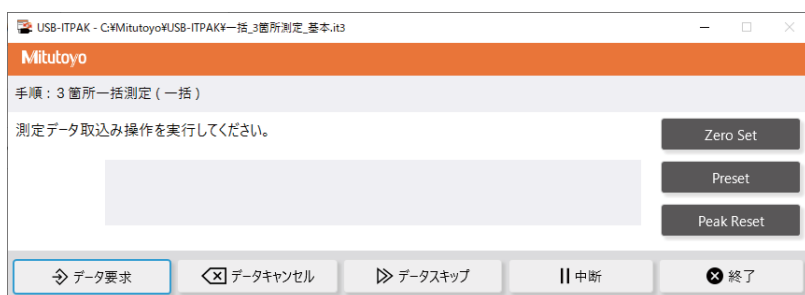 USB-ITPAK - C:¥Mitutoyo¥USB-ITPAK¥一括_3箇所測定_基本.it3
Mitutoyo
手順 : 3 箇所一括測定 ( 一括 )
測定データ取込み操作を実行してください。
Zero Set
Preset
Peak Reset
データ要求
データキャンセル
データスキップ
中断
終了